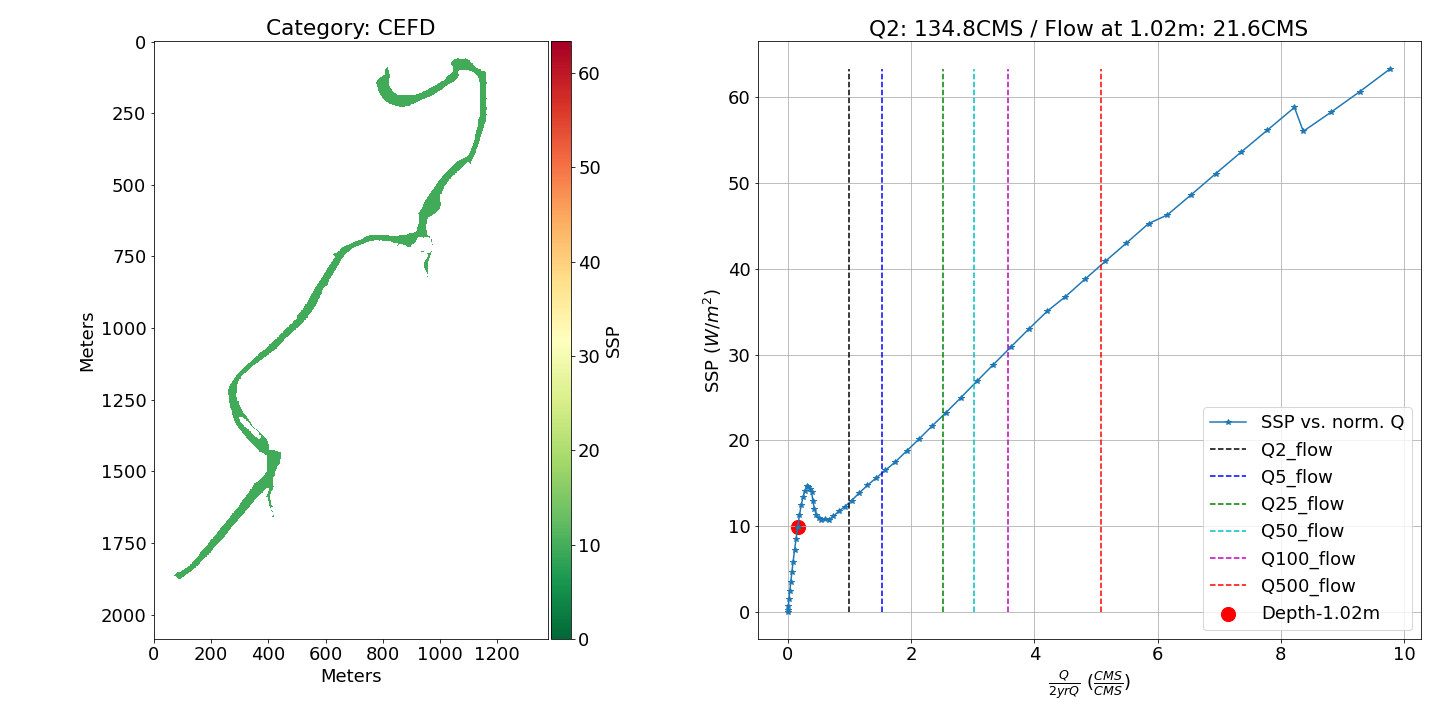 Category: CEFD
0
250
500
750
1000
1250
1500
1750
2000
Meters
0 200 400 600 800 1000 1200
Meters
60
50
40
30
20
10
0
SSP
Q2: 134.8CMS / Flow at 1.02m: 21.6CMS
60
50
40
30
20
10
0
SSP (W/m²)
0 2 4 6 8 10
Q/2yrQ (CMS/CMS)
SSP vs. norm. Q
Q2_flow
Q5_flow
Q25_flow
Q50_flow
Q100_flow
Q500_flow
Depth-1.02m